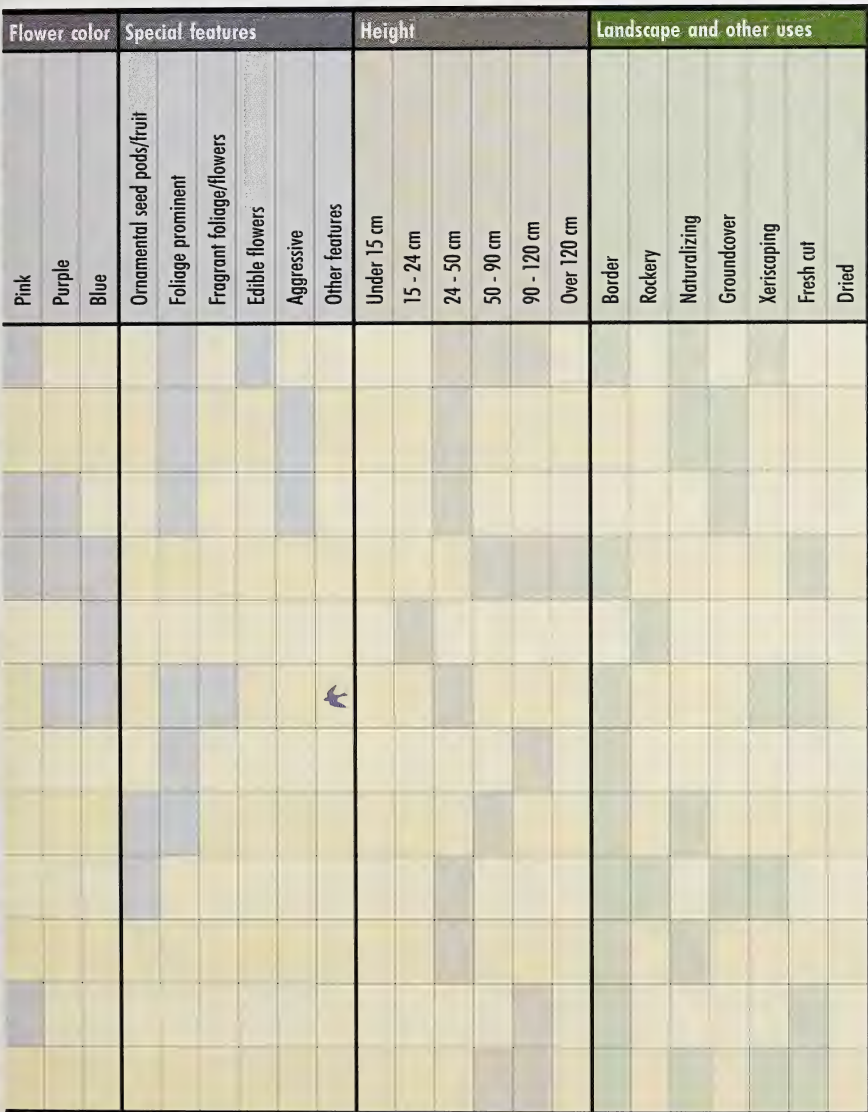 Flower color
Special features
Height
Landscape and other uses
Pink
Purple
Blue
Ornamental seed pods/fruit
Foliage prominent
Fragrant foliage/flowers
Edible flowers
Aggressive
Other features
Under 15 cm
15 - 24 cm
24 - 50 cm
50 - 90 cm
90 - 120 cm
Over 120 cm
Border
Rockery
Naturalizing
Groundcover
Xeriscaping
Fresh cut
Dried